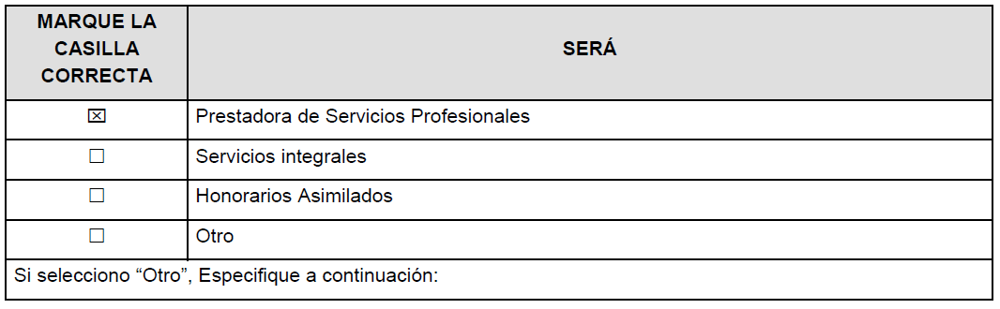 MARQUE LA
CASILLA
CORRECTA
SERÁ
☒ Prestadora de Servicios Profesionales
☐ Servicios integrales
☐ Honorarios Asimilados
☐ Otro
Si selecciono “Otro”, Especifique a continuación: